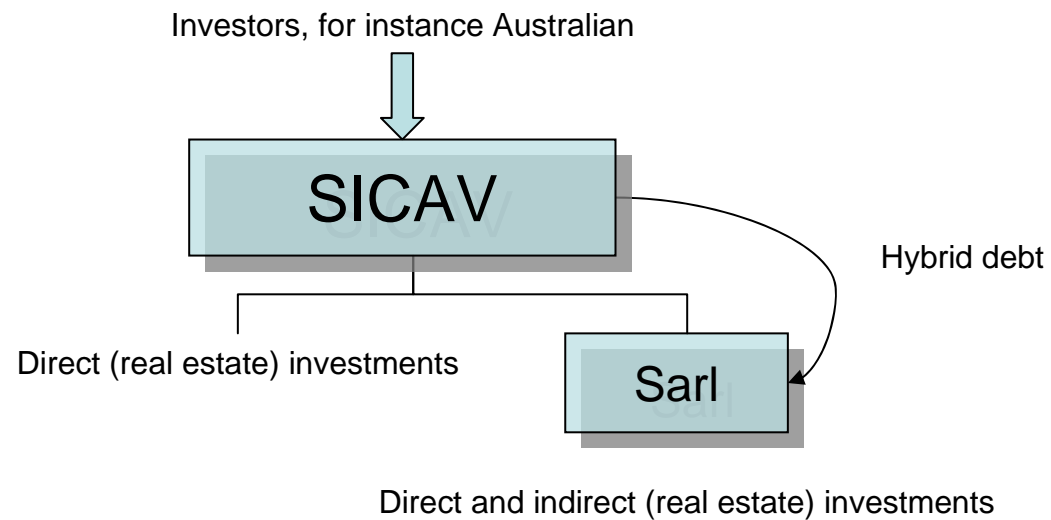 Investors, for instance Australian
SICAV
Hybrid debt
Direct (real estate) investments
Sarl
Direct and indirect (real estate) investments